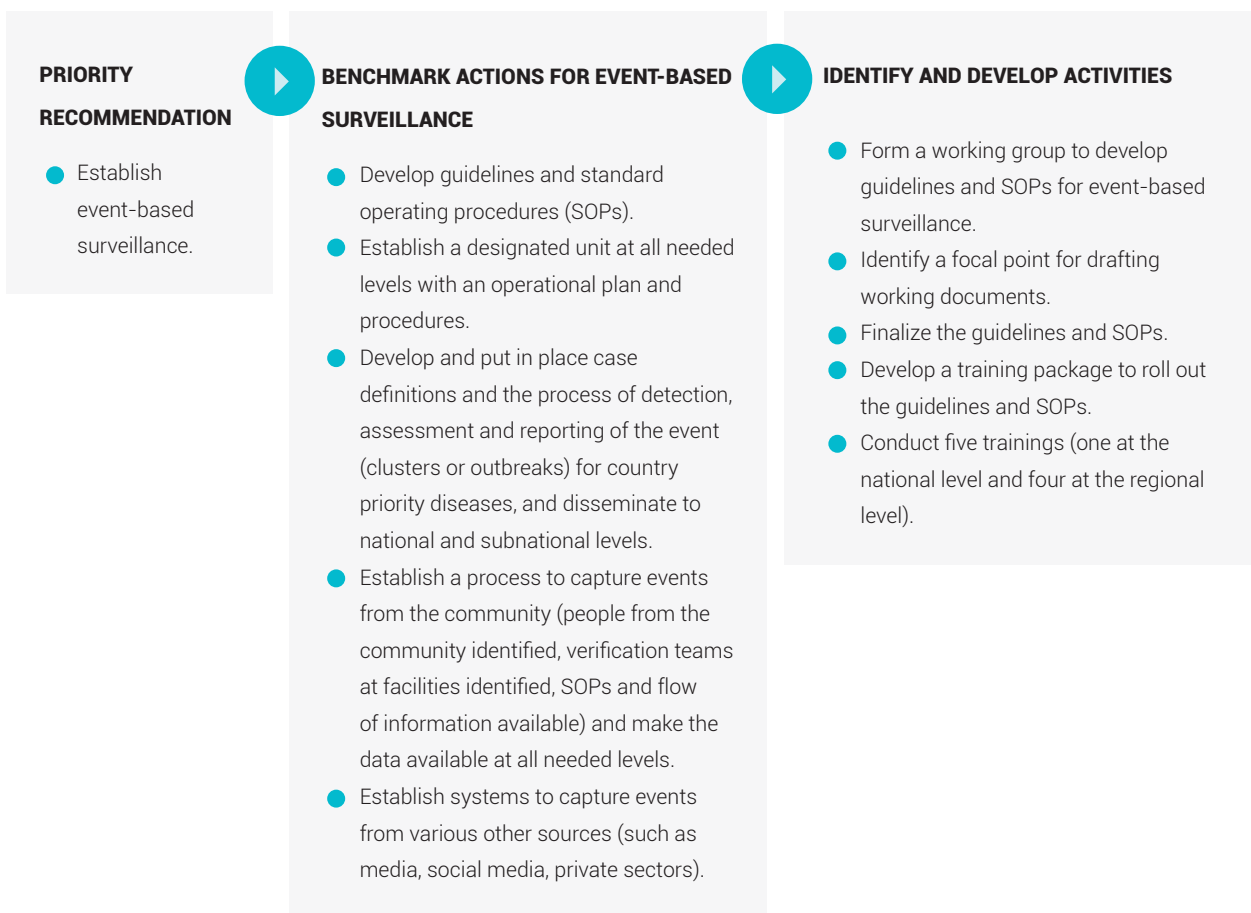 PRIORITY
RECOMMENDATION
Establish
event-based
surveillance.
BENCHMARK ACTIONS FOR EVENT-BASED
SURVEILLANCE
Develop guidelines and standard
operating procedures (SOPs).
Establish a designated unit at all needed
levels with an operational plan and
procedures.
Develop and put in place case
definitions and the process of detection,
assessment and reporting of the event
(clusters or outbreaks) for country
priority diseases, and disseminate to
national and subnational levels.
Establish a process to capture events
from the community (people from the
community identified, verification teams
at facilities identified, SOPs and flow
of information available) and make the
data available at all needed levels.
Establish systems to capture events
from various other sources (such as
media, social media, private sectors).
IDENTIFY AND DEVELOP ACTIVITIES
Form a working group to develop
guidelines and SOPs for event-based
surveillance.
Identify a focal point for drafting
working documents.
Finalize the guidelines and SOPs.
Develop a training package to roll out
the guidelines and SOPs.
Conduct five trainings (one at the
national level and four at the regional
level).